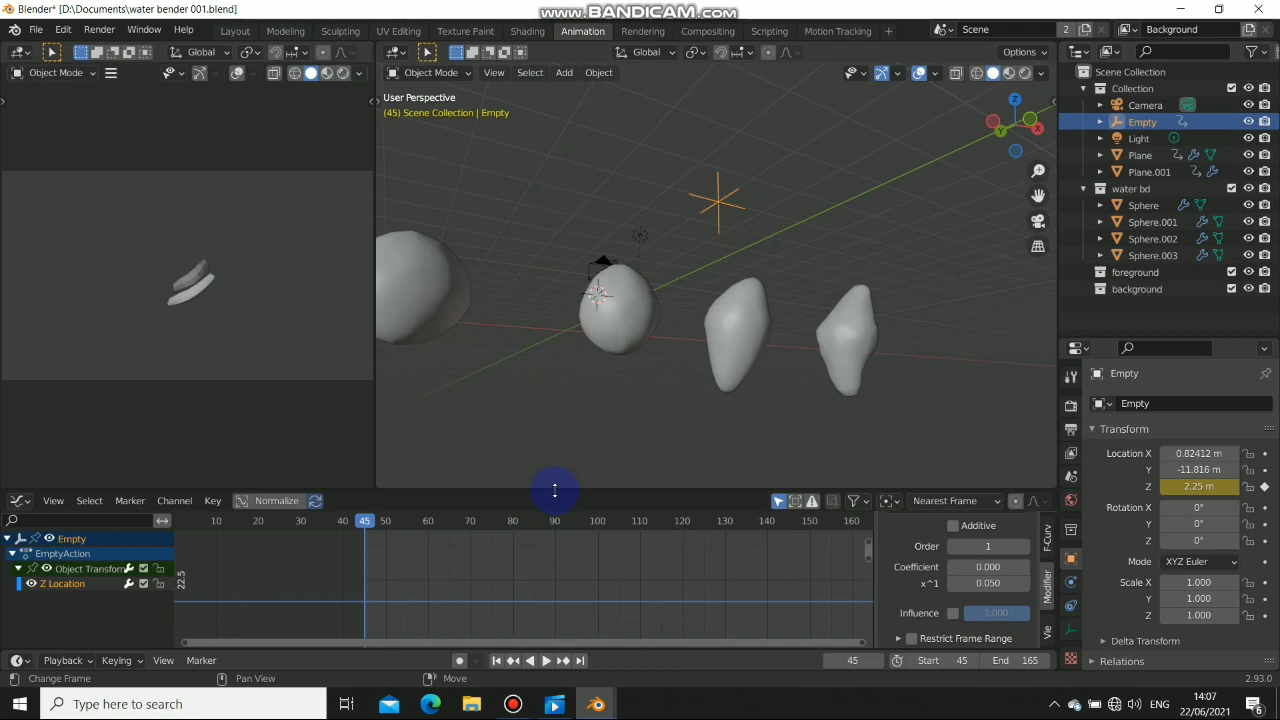 Blender* [D:\Documents\water bender 001.blend]
www.BANDICAM.com
File Edit Render Window Help
Layout Modeling Sculpting UV Editing Texture Paint Shading Animation Rendering Compositing Scripting Motion Tracking +
Scene 2
Background
Global
Global
Options
Object Mode
Object Mode View Select Add Object
User Perspective
(45) Scene Collection | Empty
Z
X
Y
Scene Collection
Collection
Camera
Empty
Light
Plane
Plane.001
water bd
Sphere
Sphere.001
Sphere.002
Sphere.003
foreground
background
Empty
Empty
Transform
Location X 0.82412 m
Y -11.816 m
Z 2.25 m
Rotation X 0°
Y 0°
Z 0°
Mode XYZ Euler
Scale X 1.000
Y 1.000
Z 1.000
Delta Transform
Relations
View Select Marker Channel Key Normalize Nearest Frame
10 20 30 40 45 50 60 70 80 90 100 110 120 130 140 150 160
Empty
EmptyAction
Object Transform
Z Location
22.5
Additive
Order 1
Coefficient 0.000
x^1 0.050
Influence 1.000
Restrict Frame Range
F-Curv
Modifier
Vie
Playback Keying View Marker 45 Start 45 End 165
Change Frame Pan View Move 2.93.0
Type here to search
ENG
14:07
22/06/2021
6